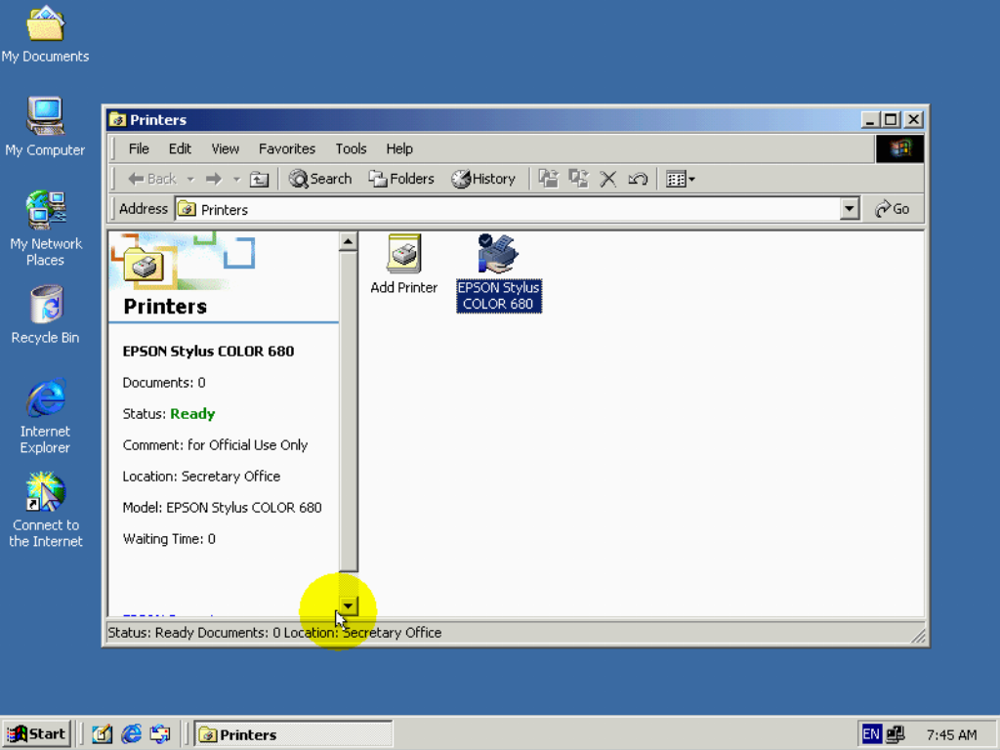 My Documents
My Computer
My Network
Places
Recycle Bin
Internet
Explorer
Connect to
the Internet
Printers
File Edit View Favorites Tools Help
Back Search Folders History
Address Printers Go
Printers
EPSON Stylus COLOR 680
Documents: 0
Status: Ready
Comment: for Official Use Only
Location: Secretary Office
Model: EPSON Stylus COLOR 680
Waiting Time: 0
Add Printer
EPSON Stylus
COLOR 680
Status: Ready Documents: 0 Location: Secretary Office
Start Printers EN 7:45 AM